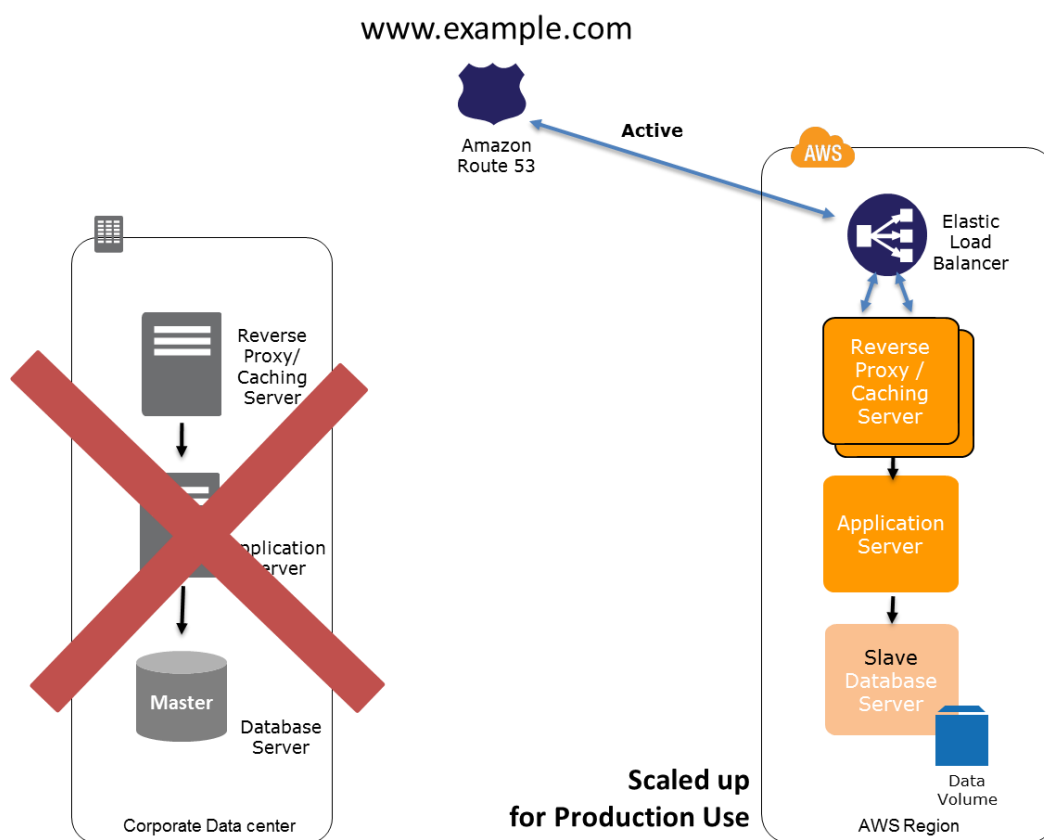 www.example.com
Amazon
Route 53
Active
AWS
Elastic
Load
Balancer
Reverse
Proxy/
Caching
Server
Reverse
Proxy /
Caching
Server
Application
Server
pplication
erver
Slave
Database
Server
Master
Database
Server
Data
Volume
Scaled up
for Production Use
Corporate Data center
AWS Region